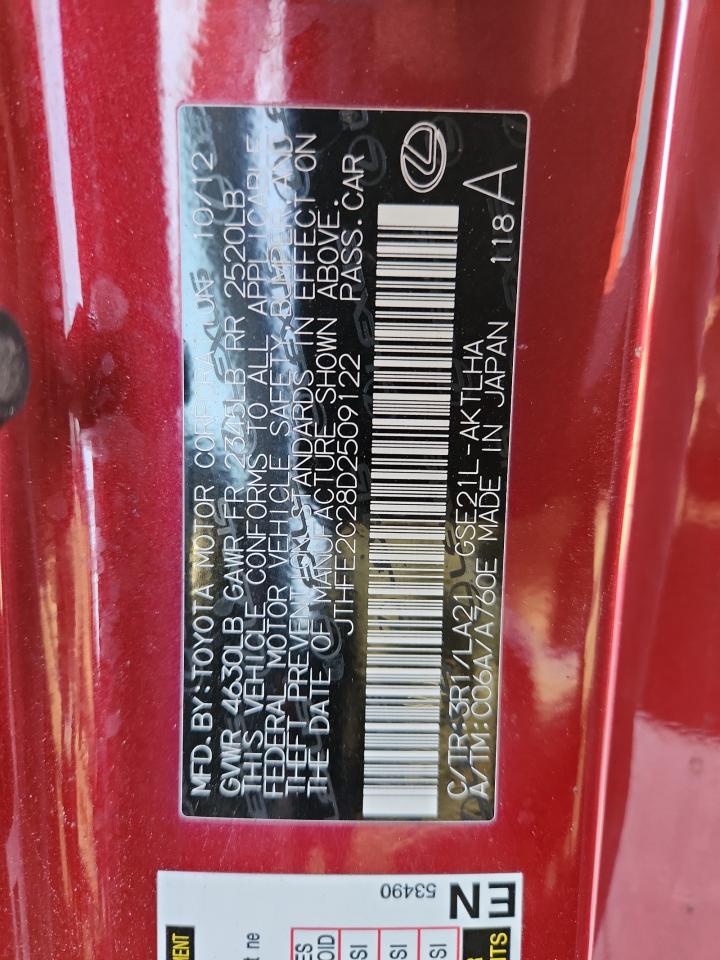 MFD. BY: TOYOTA MOTOR CORPORATION 10/12
GVWR 4630LB GAWR FR 2345LB RR 2520LB
THIS VEHICLE CONFORMS TO ALL APPLICABLE
FEDERAL MOTOR VEHICLE SAFETY, BUMPER AND
THEFT PREVENTION STANDARDS IN EFFECT ON
THE DATE OF MANUFACTURE SHOWN ABOVE.
JTHFE2C28D2509122 PASS.CAR
C/TR:3R1/LA21 GSE21L-AKTLHA
A/TM:C06A/A760E MADE IN JAPAN 118A
EN
53490